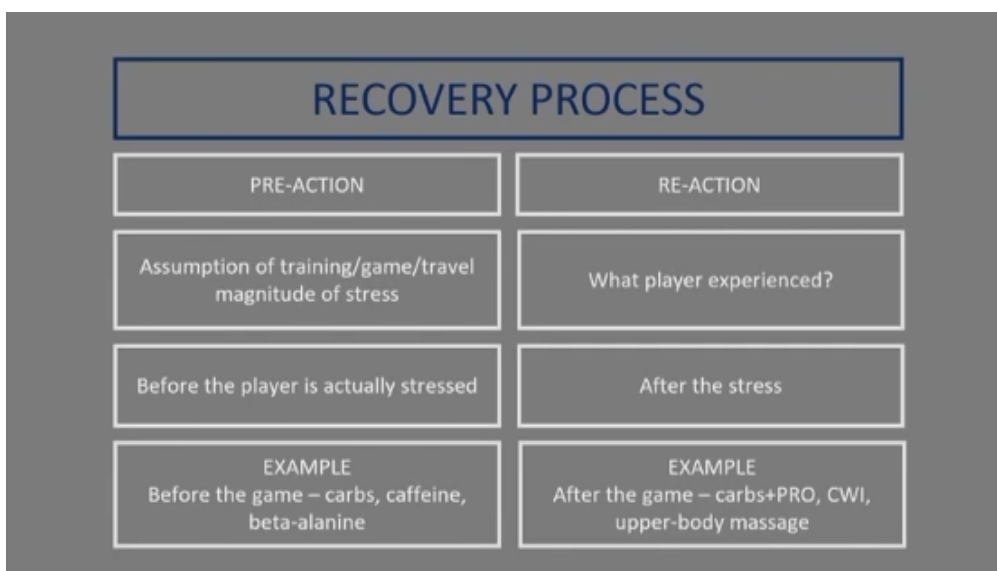 RECOVERY PROCESS
PRE-ACTION
RE-ACTION
Assumption of training/game/travel
magnitude of stress
What player experienced?
Before the player is actually stressed
After the stress
EXAMPLE
Before the game – carbs, caffeine,
beta-alanine
EXAMPLE
After the game – carbs+PRO, CWI,
upper-body massage